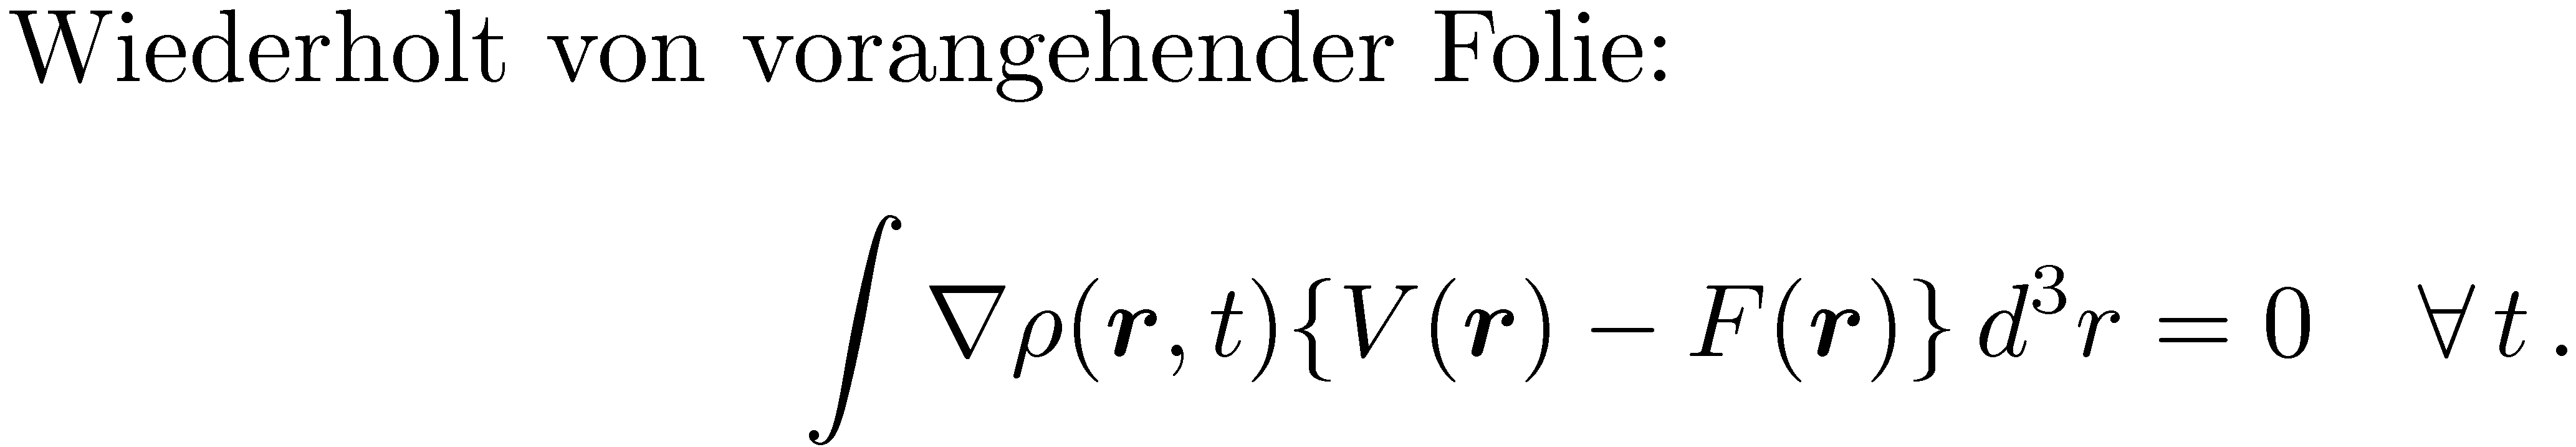 Wiederholt von vorangehender Folie:
∫ ∇ρ(𝒓, t){V(𝒓) − F(𝒓)} d³r = 0 ∀ t .